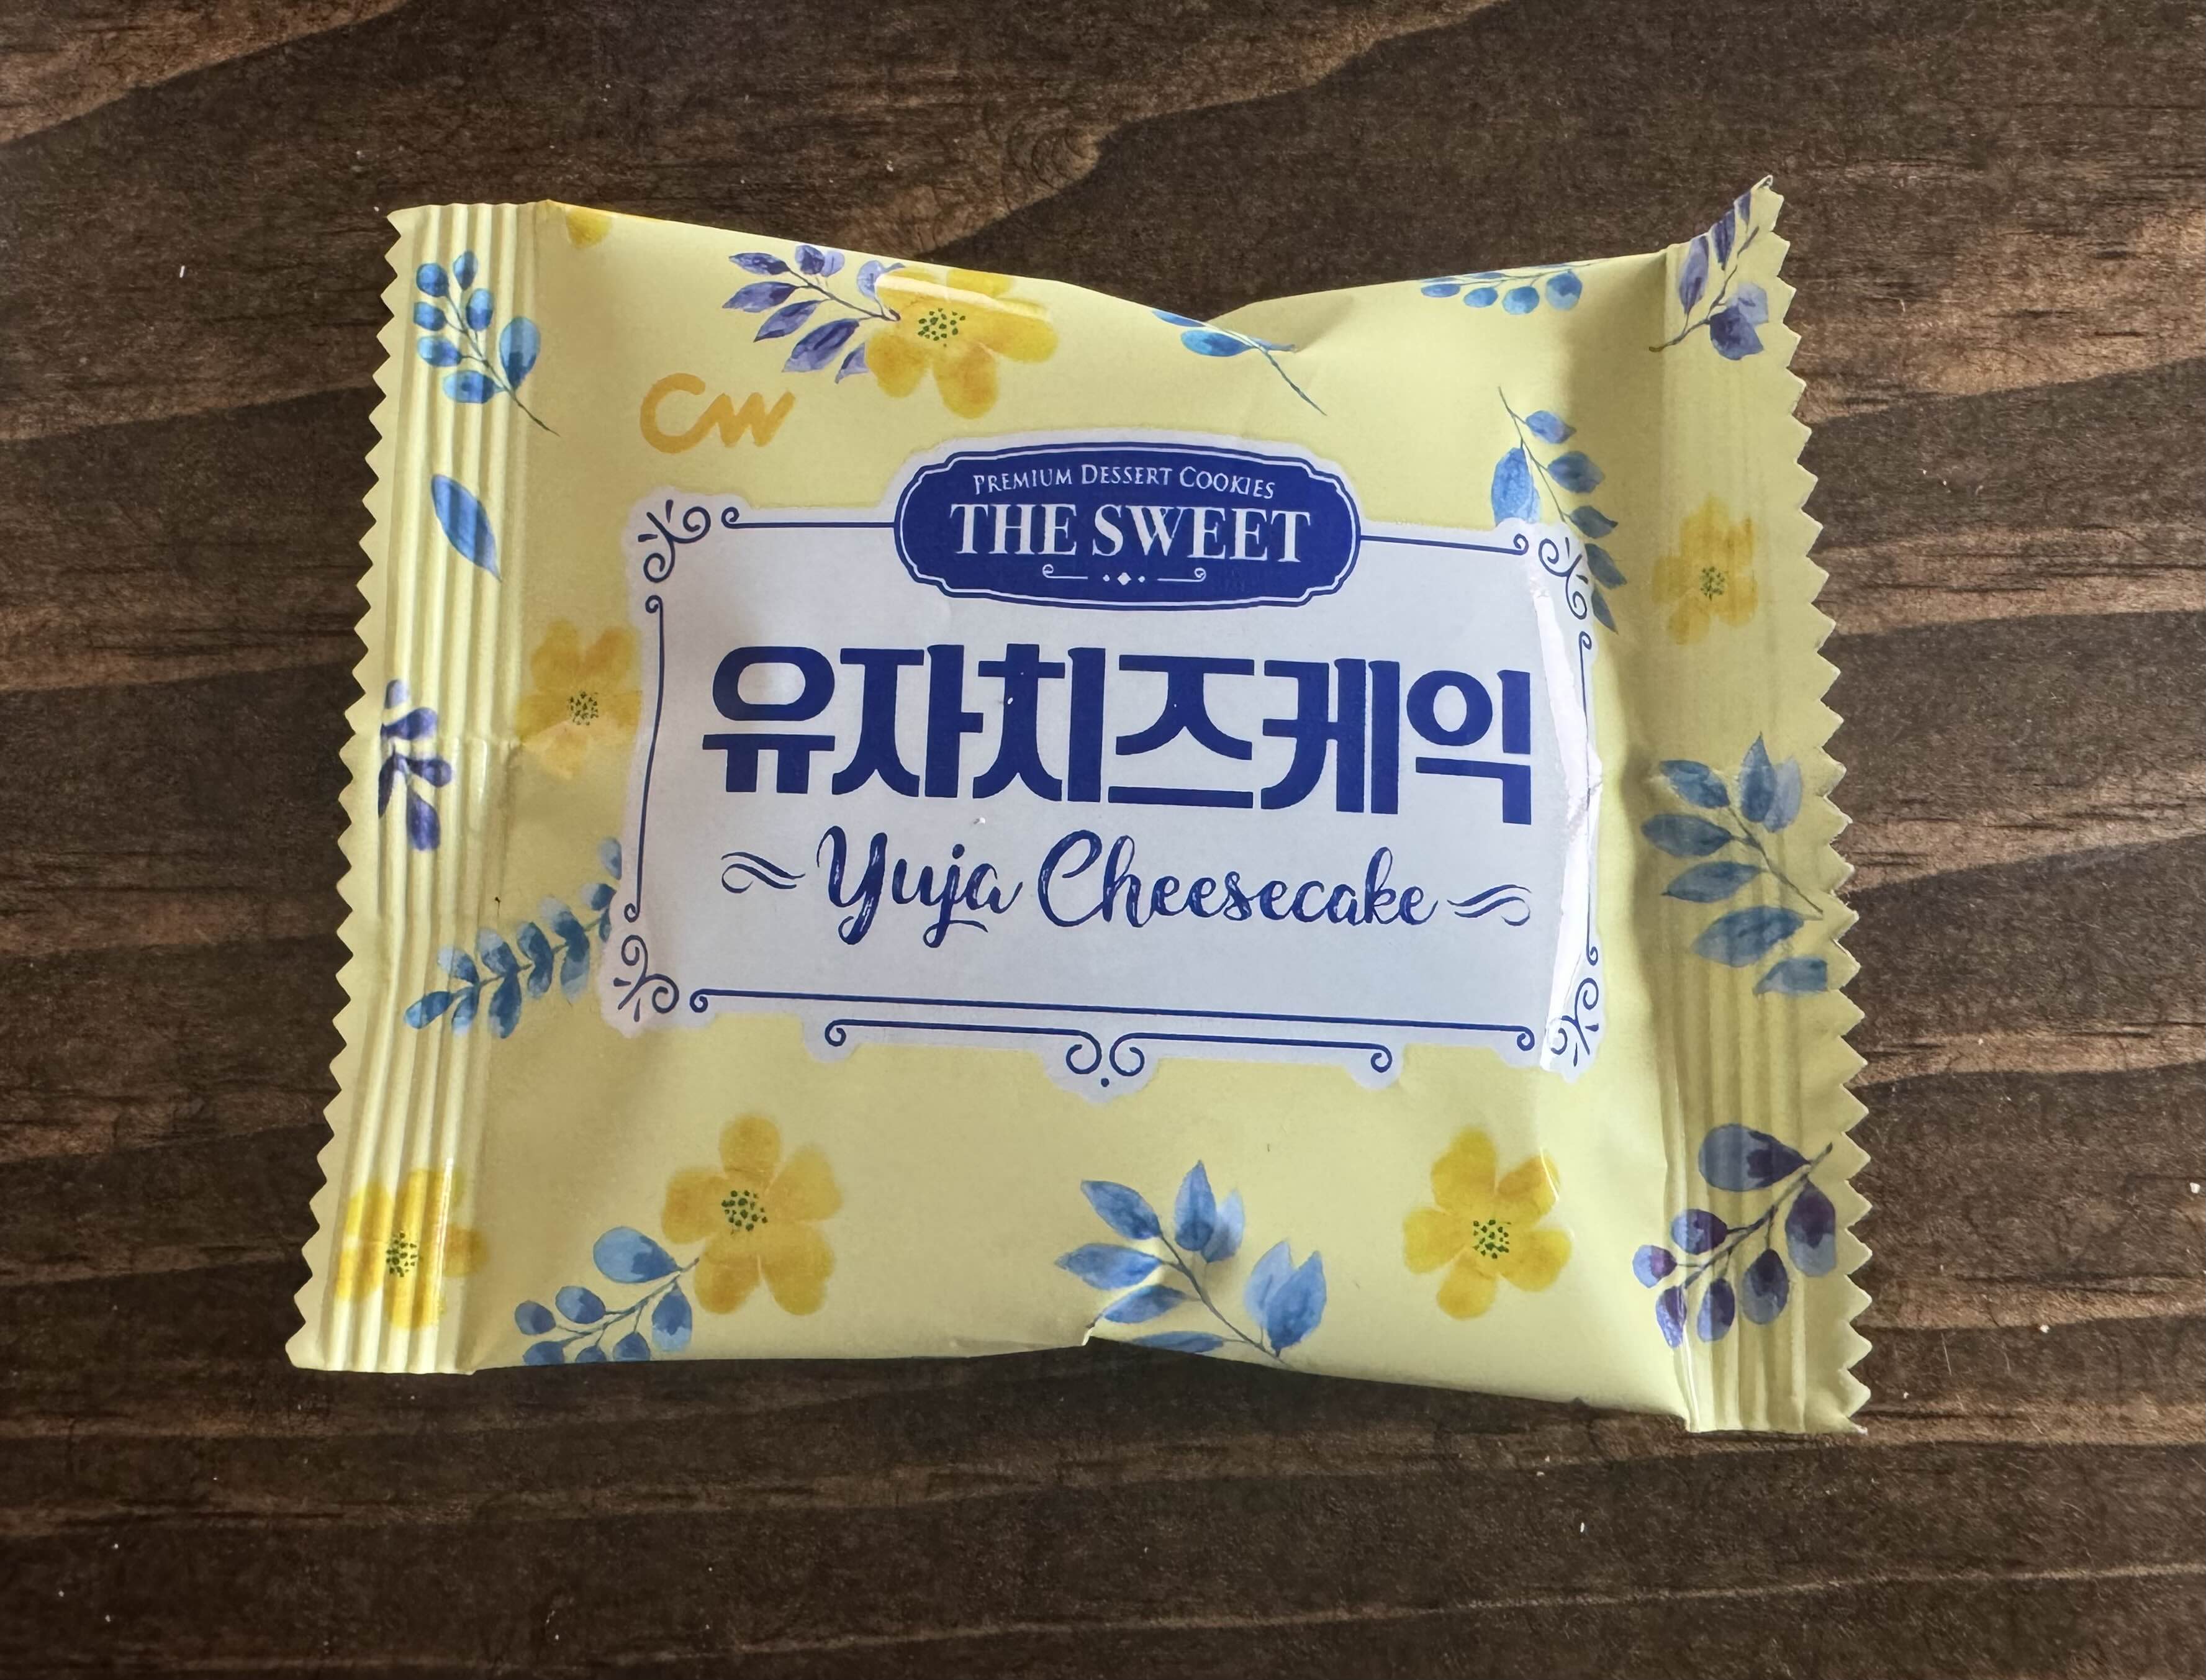 CW
PREMIUM DESSERT COOKIES
THE SWEET
유자치즈케익
Yuja Cheesecake